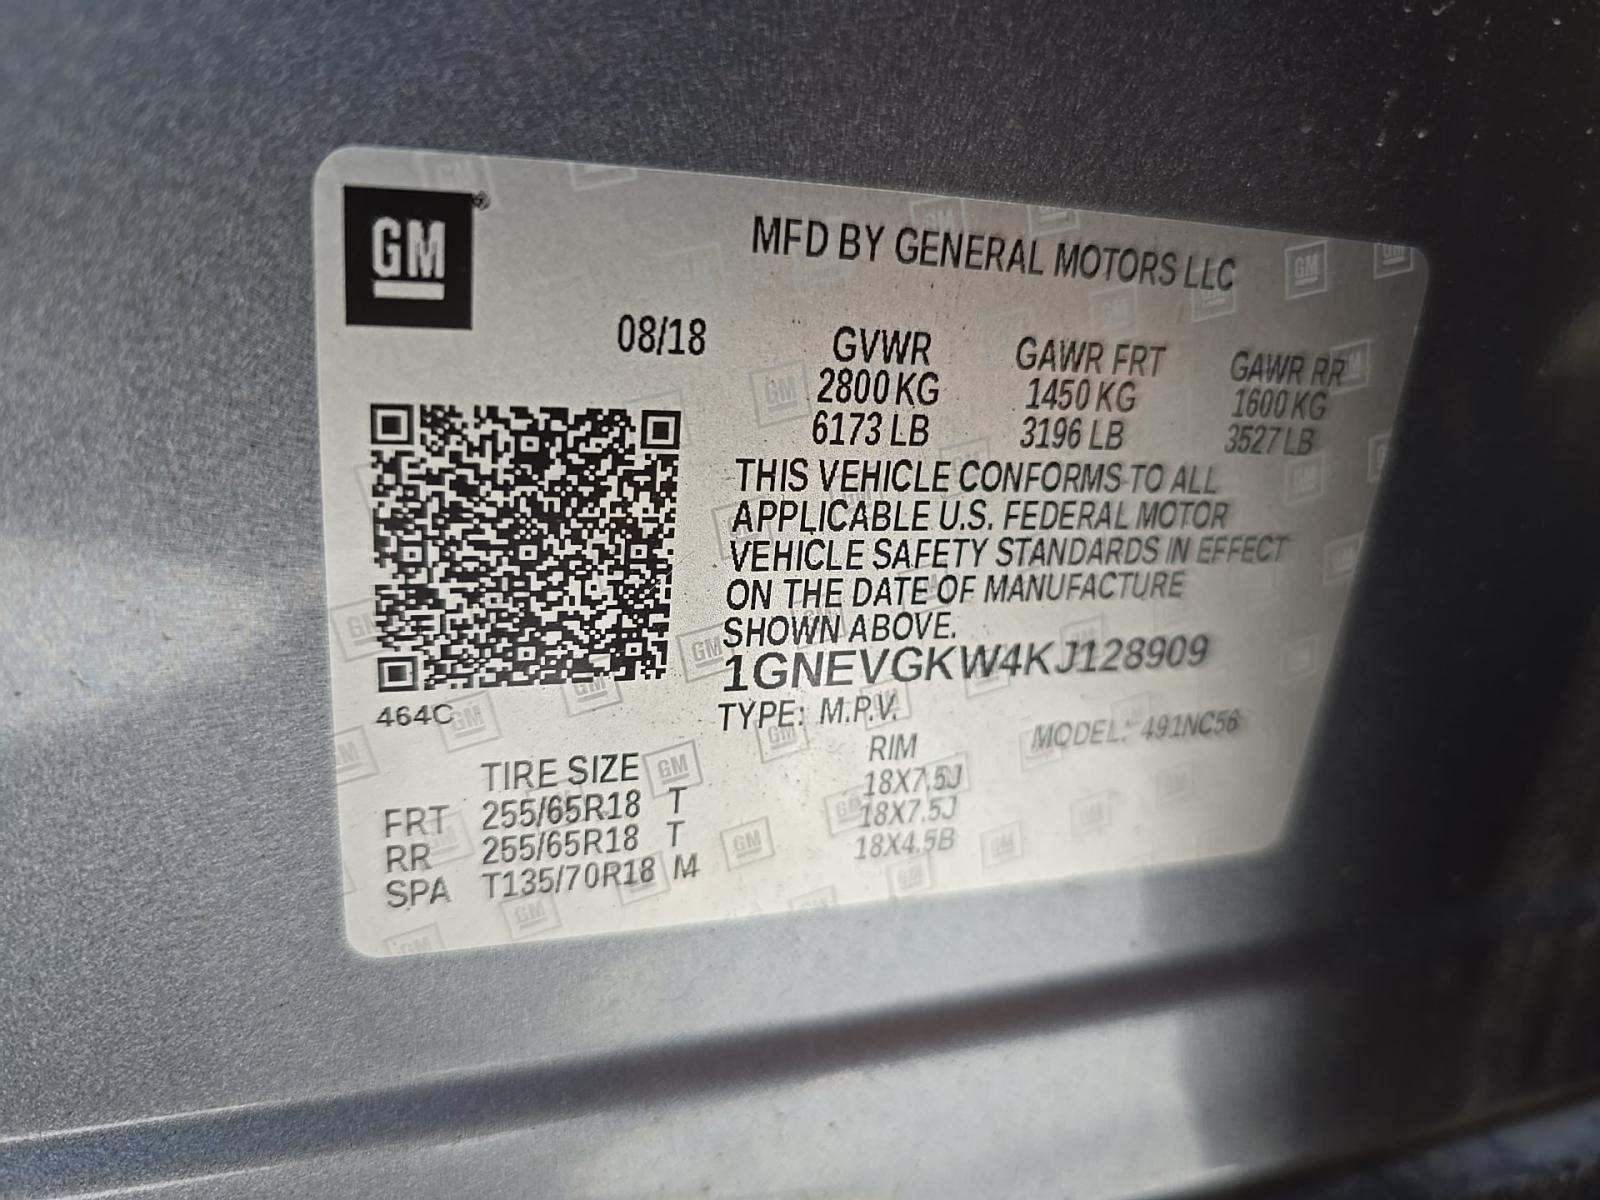 GM®
MFD BY GENERAL MOTORS LLC
08/18
GVWR GAWR FRT GAWR RR
2800 KG 1450 KG 1600 KG
6173 LB 3196 LB 3527 LB
THIS VEHICLE CONFORMS TO ALL
APPLICABLE U.S. FEDERAL MOTOR
VEHICLE SAFETY STANDARDS IN EFFECT
ON THE DATE OF MANUFACTURE
SHOWN ABOVE.
1GNEVGKW4KJ128909
464C
TYPE: M.P.V. MODEL: 491NC56
TIRE SIZE RIM
FRT 255/65R18 T 18X7.5J
RR 255/65R18 T 18X7.5J
SPA T135/70R18 M 18X4.5B